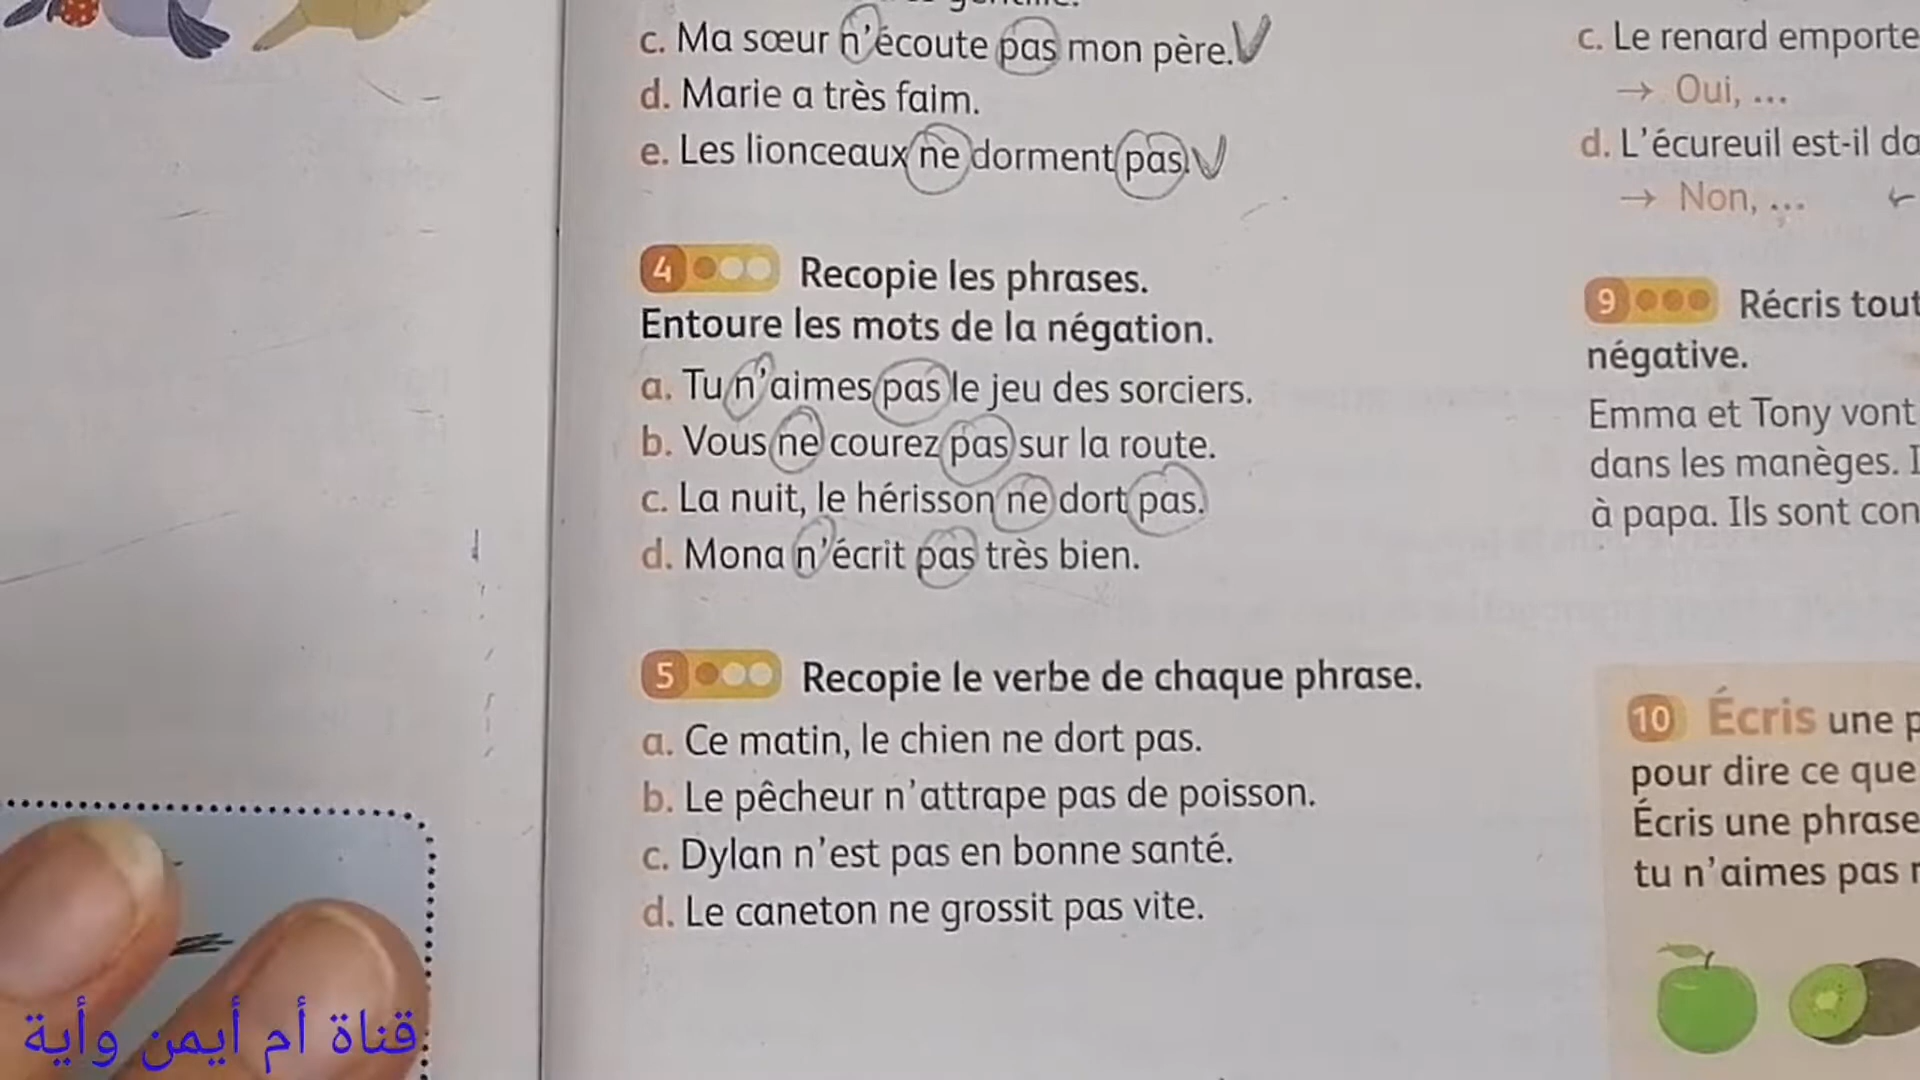 c. Ma sœur n'écoute pas mon père.
d. Marie a très faim.
e. Les lionceaux ne dorment pas.
4 Recopie les phrases.
Entoure les mots de la négation.
a. Tu n'aimes pas le jeu des sorciers.
b. Vous ne courez pas sur la route.
c. La nuit, le hérisson ne dort pas.
d. Mona n'écrit pas très bien.
5 Recopie le verbe de chaque phrase.
a. Ce matin, le chien ne dort pas.
b. Le pêcheur n'attrape pas de poisson.
c. Dylan n'est pas en bonne santé.
d. Le caneton ne grossit pas vite.
c. Le renard emporte
→ Oui, ...
d. L'écureuil est-il
→ Non, ...
9 Récris
négative.
Emma et Tony vont
dans les manèges.
à papa. Ils sont
10 Écris une
pour dire ce que
Écris une phrase
tu n'aimes pas
قناة أم أيمن وأية